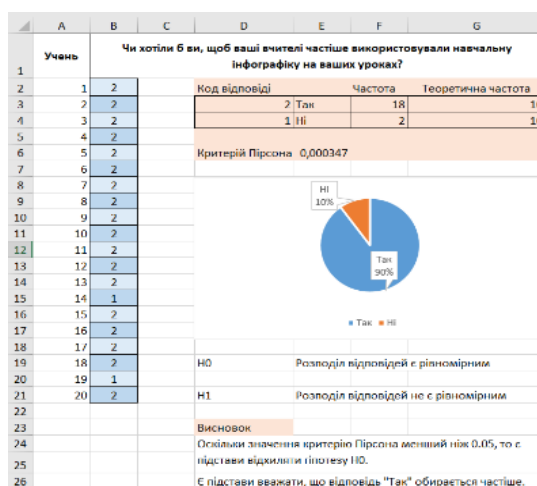 A B C D E F G
1 Учень Чи хотіли б ви, щоб ваші вчителі частіше використовували навчальну
інфографіку на ваших уроках?
2 1 2 Код відповіді Частота Теоретична частота
3 2 2 2 Так 18 10
4 3 2 1 Ні 2 10
5 4 2
6 5 2 Критерій Пірсона 0,000347
7 6 2
8 7 2
9 8 2
10 9 2
11 10 2
12 11 2
13 12 2
14 13 2
15 14 1
16 15 2
17 16 2
18 17 2
19 18 2 H0 Розподіл відповідей є рівномірним
20 19 1
21 20 2 H1 Розподіл відповідей не є рівномірним
22
23 Висновок
24 Оскільки значення критерію Пірсона менший ніж 0.05, то є
25 підстави відхиляти гіпотезу H0.
26 Є підстави вважати, що відповідь "Так" обирається частіше.
Ні
10%
Так
90%
Так Ні